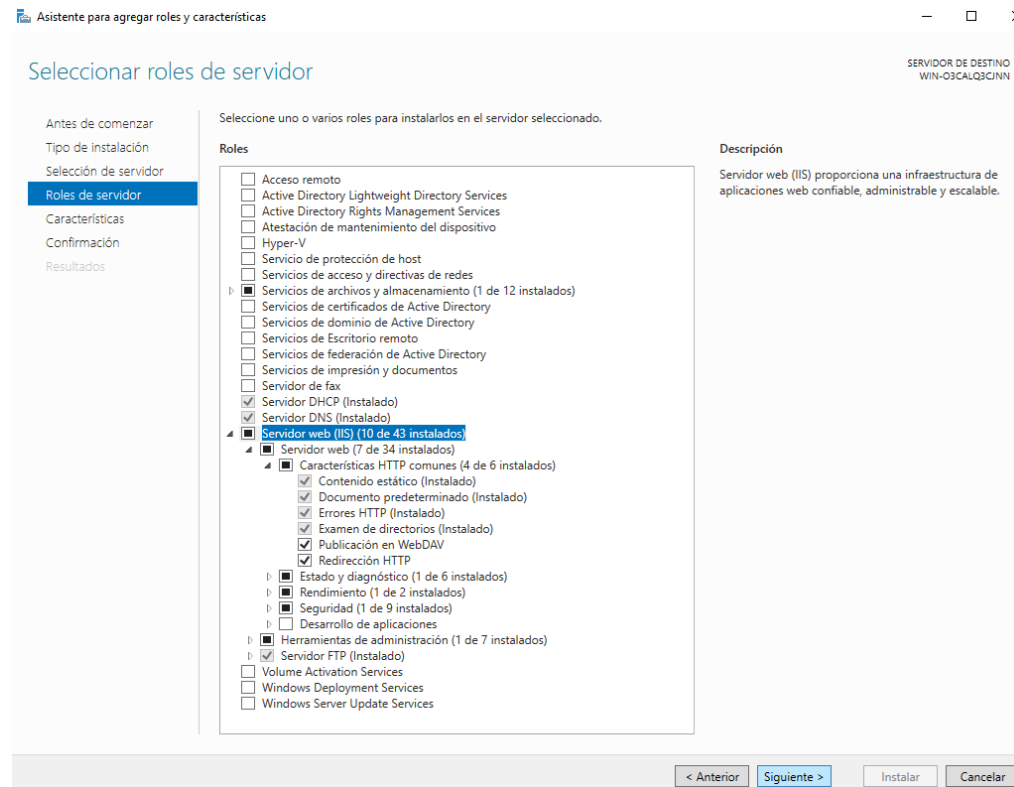 Asistente para agregar roles y características
Seleccionar roles de servidor
SERVIDOR DE DESTINO
WIN-O3CALQ3CJNN
Antes de comenzar
Tipo de instalación
Selección de servidor
Roles de servidor
Características
Confirmación
Resultados
Seleccione uno o varios roles para instalarlos en el servidor seleccionado.
Roles
Acceso remoto
Active Directory Lightweight Directory Services
Active Directory Rights Management Services
Atestación de mantenimiento del dispositivo
Hyper-V
Servicio de protección de host
Servicios de acceso y directivas de redes
Servicios de archivos y almacenamiento (1 de 12 instalados)
Servicios de certificados de Active Directory
Servicios de dominio de Active Directory
Servicios de Escritorio remoto
Servicios de federación de Active Directory
Servicios de impresión y documentos
Servidor de fax
Servidor DHCP (Instalado)
Servidor DNS (Instalado)
Servidor web (IIS) (10 de 43 instalados)
Servidor web (7 de 34 instalados)
Características HTTP comunes (4 de 6 instalados)
Contenido estático (Instalado)
Documento predeterminado (Instalado)
Errores HTTP (Instalado)
Examen de directorios (Instalado)
Publicación en WebDAV
Redirección HTTP
Estado y diagnóstico (1 de 6 instalados)
Rendimiento (1 de 2 instalados)
Seguridad (1 de 9 instalados)
Desarrollo de aplicaciones
Herramientas de administración (1 de 7 instalados)
Servidor FTP (Instalado)
Volume Activation Services
Windows Deployment Services
Windows Server Update Services
Descripción
Servidor web (IIS) proporciona una infraestructura de
aplicaciones web confiable, administrable y escalable.
< Anterior
Siguiente >
Instalar
Cancelar